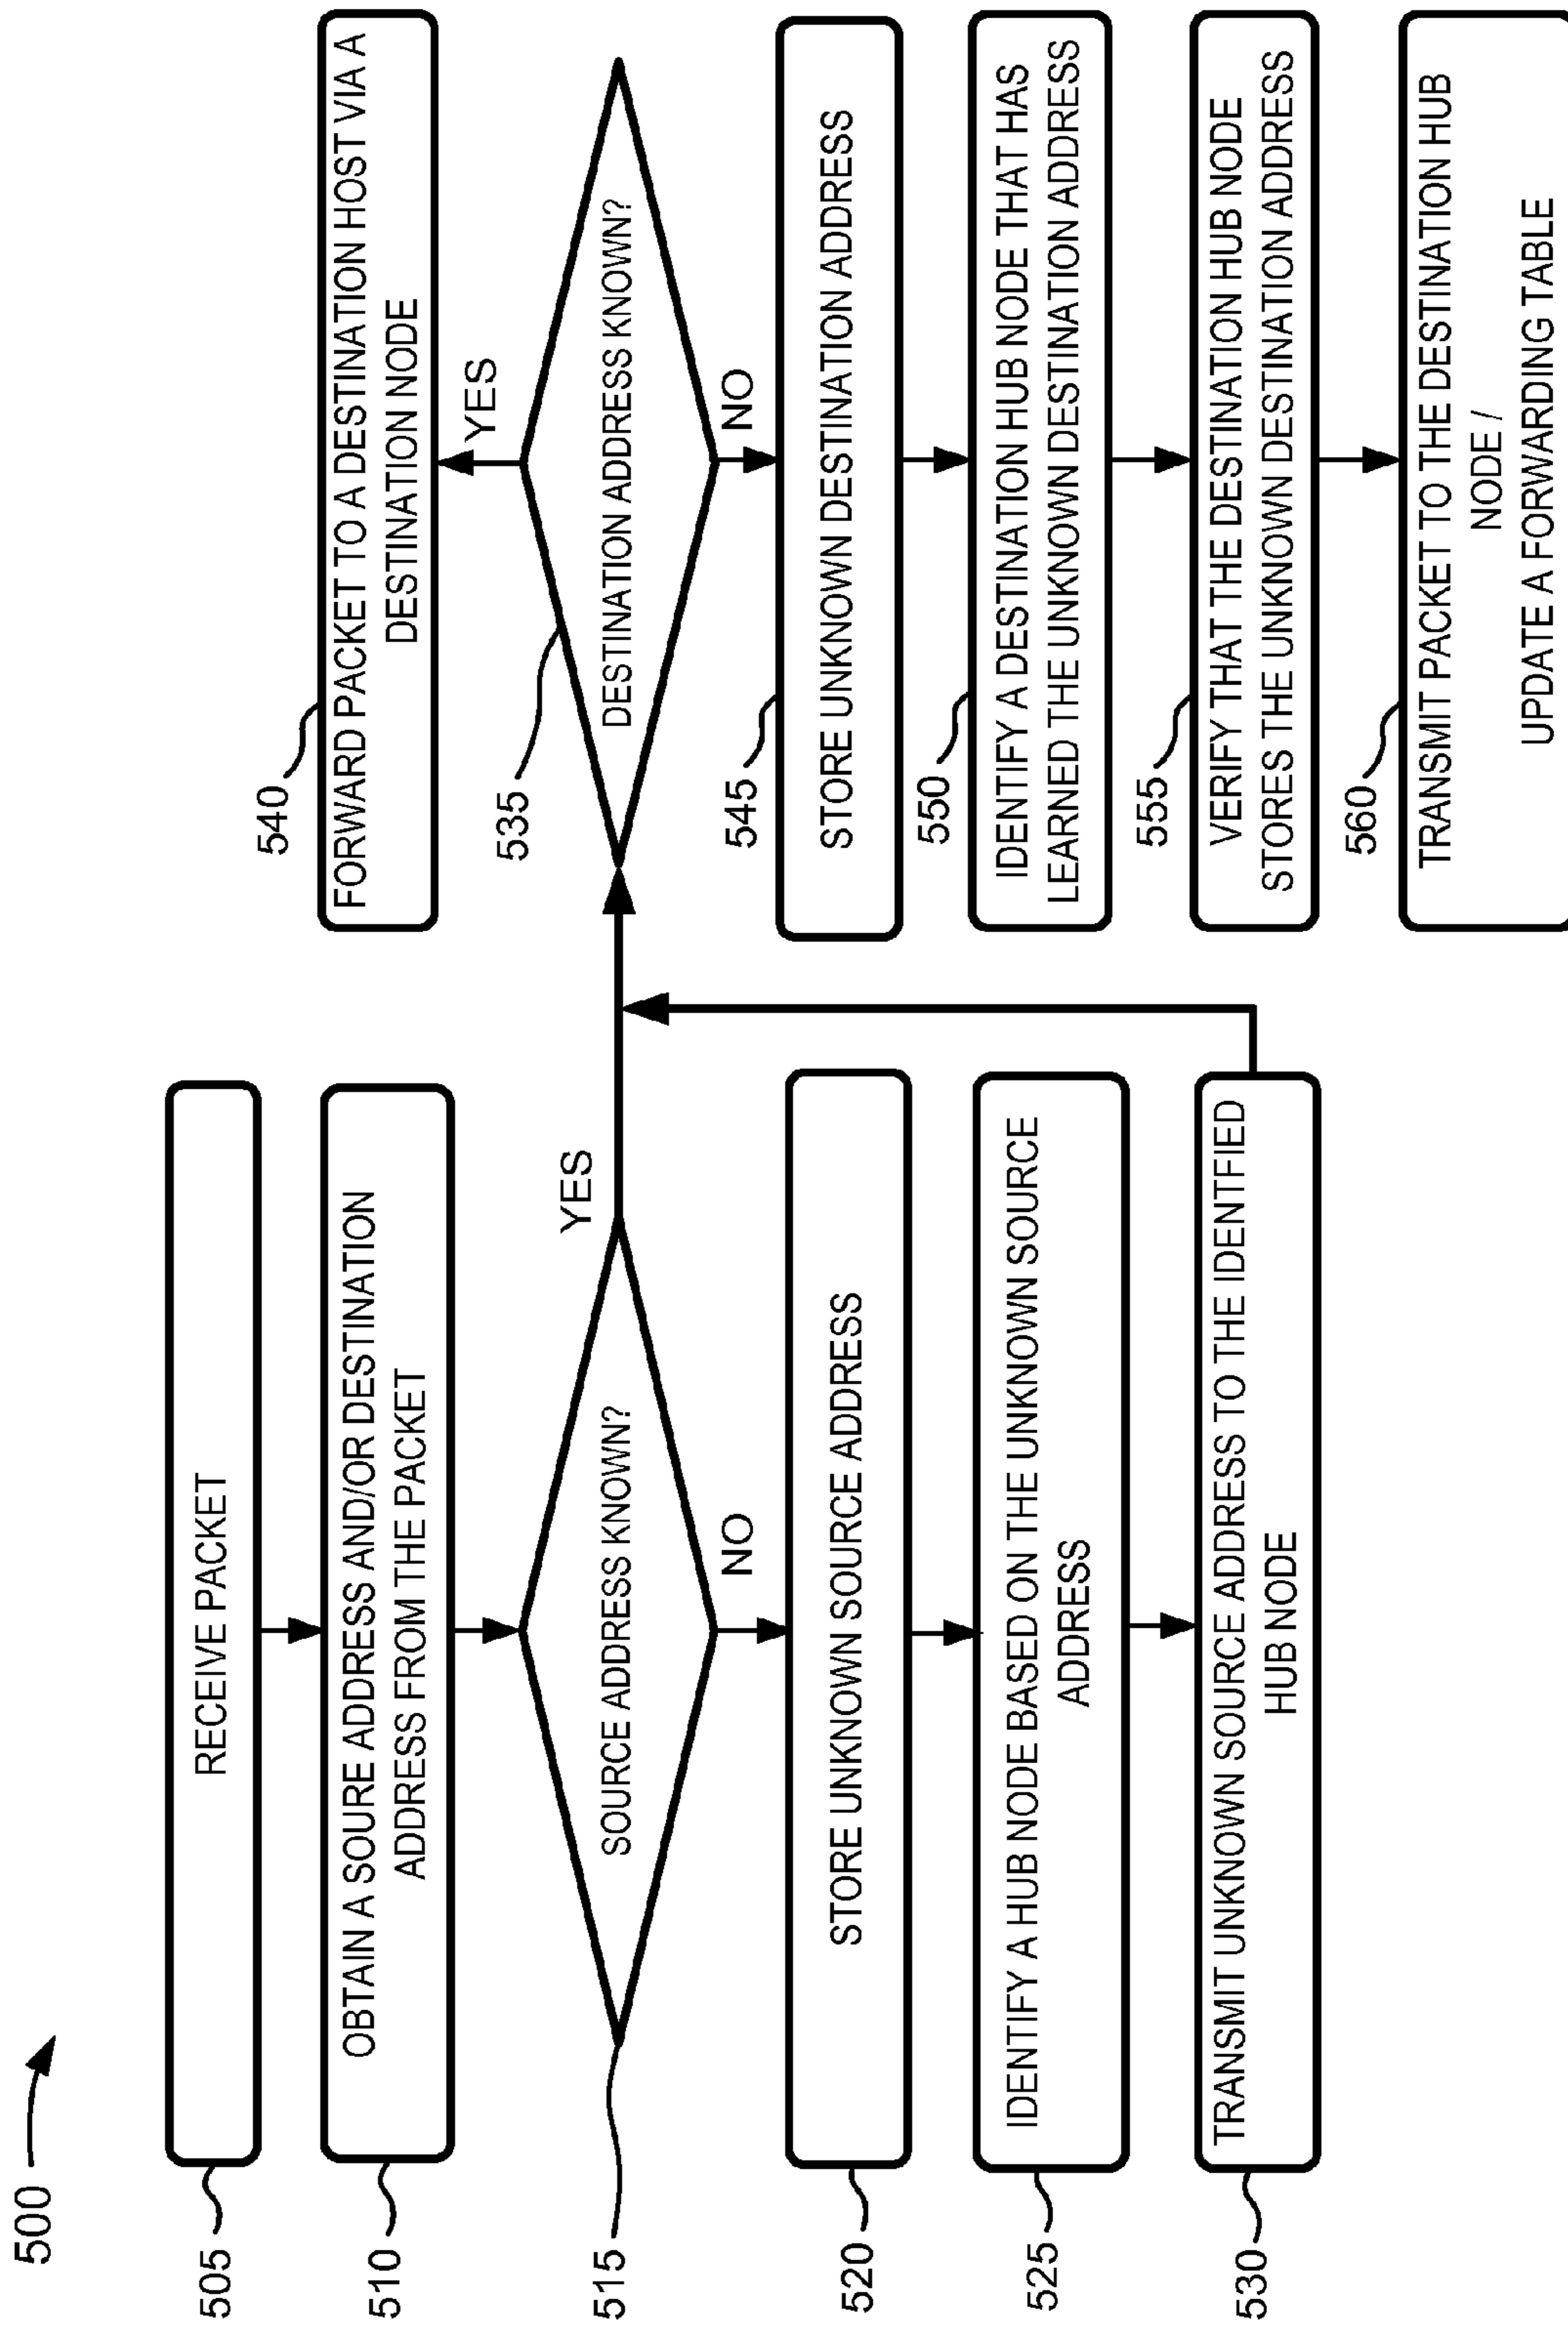 500
505
RECEIVE PACKET
510
OBTAIN A SOURE ADDRESS AND/OR DESTINATION
ADDRESS FROM THE PACKET
515
SOURCE ADDRESS KNOWN?
YES
NO
520
STORE UNKNOWN SOURCE ADDRESS
525
IDENTIFY A HUB NODE BASED ON THE UNKNOWN SOURCE
ADDRESS
530
TRANSMIT UNKNOWN SOURCE ADDRESS TO THE IDENTFIED
HUB NODE
540
FORWARD PACKET TO A DESTINATION HOST VIA A
DESTINATION NODE
YES
535
DESTINATION ADDRESS KNOWN?
NO
545
STORE UNKNOWN DESTINATION ADDRESS
550
IDENTIFY A DESTINATION HUB NODE THAT HAS
LEARNED THE UNKNOWN DESTINATION ADDRESS
555
VERIFY THAT THE DESTINATION HUB NODE
STORES THE UNKNOWN DESTINATION ADDRESS
560
TRANSMIT PACKET TO THE DESTINATION HUB
NODE /
UPDATE A FORWARDING TABLE